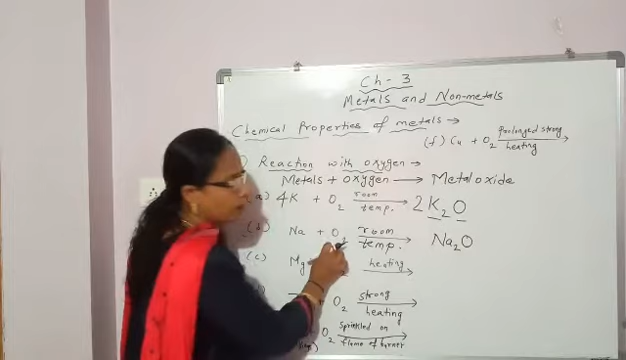 Ch - 3
Metals and Non-metals
Chemical Properties of metals →
(f) Cu + O2 prolonged strong heating →
) Reaction with oxygen →
Metals + oxygen → Metal oxide
a) 4K + O2 room temp. → 2 K2O
(b) Na + O2 room temp. → Na2O
(c) Mg heating →
O2 strong heating →
O2 sprinkled on flame of burner →